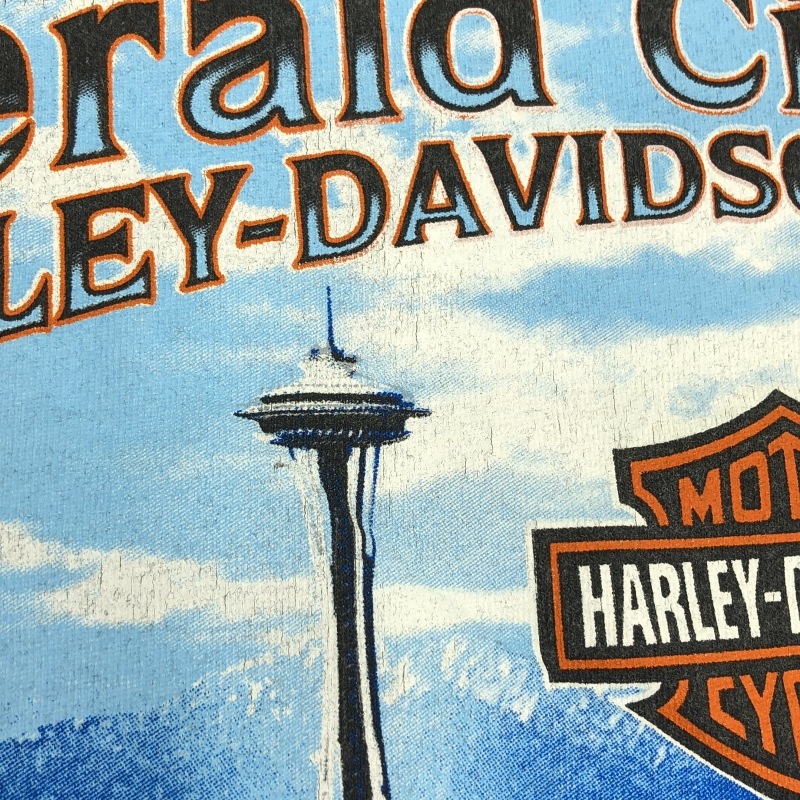 erald Ci
LEY-DAVIDSO
MOT
HARLEY-D
CYC